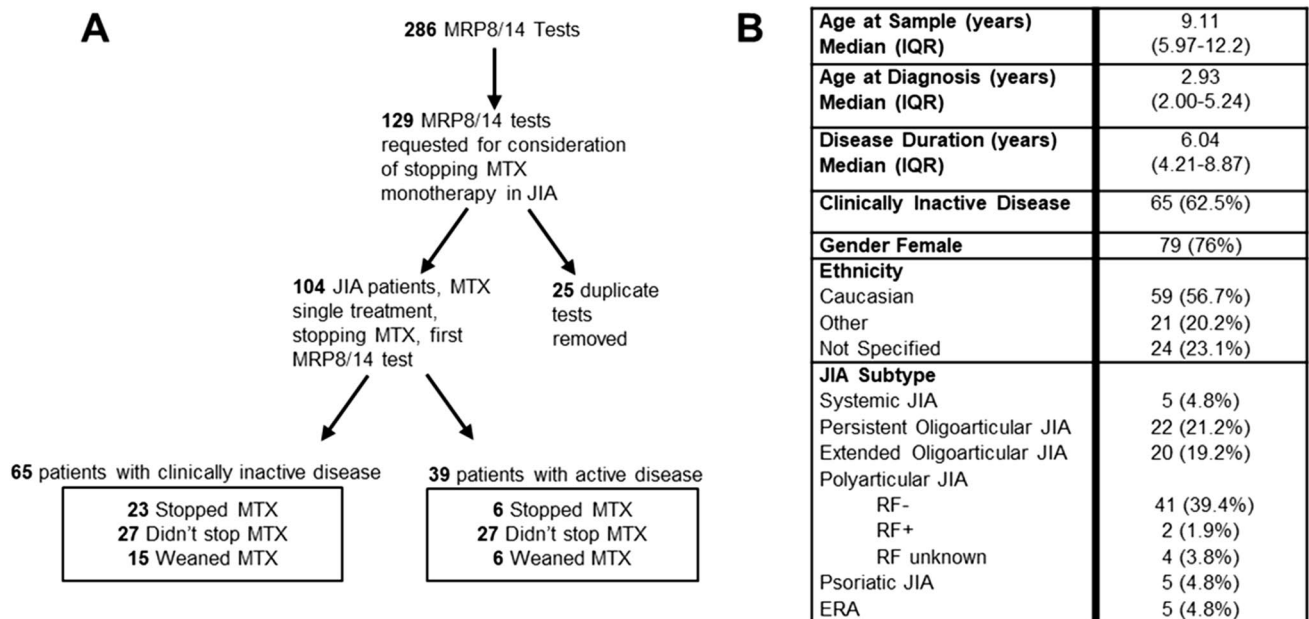 A
286 MRP8/14 Tests
129 MRP8/14 tests
requested for consideration
of stopping MTX
monotherapy in JIA
104 JIA patients, MTX
single treatment,
stopping MTX, first
MRP8/14 test
25 duplicate
tests
removed
65 patients with clinically inactive disease
23 Stopped MTX
27 Didn't stop MTX
15 Weaned MTX
39 patients with active disease
6 Stopped MTX
27 Didn't stop MTX
6 Weaned MTX
B
Age at Sample (years) 9.11
Median (IQR) (5.97-12.2)
Age at Diagnosis (years) 2.93
Median (IQR) (2.00-5.24)
Disease Duration (years) 6.04
Median (IQR) (4.21-8.87)
Clinically Inactive Disease 65 (62.5%)
Gender Female 79 (76%)
Ethnicity
Caucasian 59 (56.7%)
Other 21 (20.2%)
Not Specified 24 (23.1%)
JIA Subtype
Systemic JIA 5 (4.8%)
Persistent Oligoarticular JIA 22 (21.2%)
Extended Oligoarticular JIA 20 (19.2%)
Polyarticular JIA
RF- 41 (39.4%)
RF+ 2 (1.9%)
RF unknown 4 (3.8%)
Psoriatic JIA 5 (4.8%)
ERA 5 (4.8%)